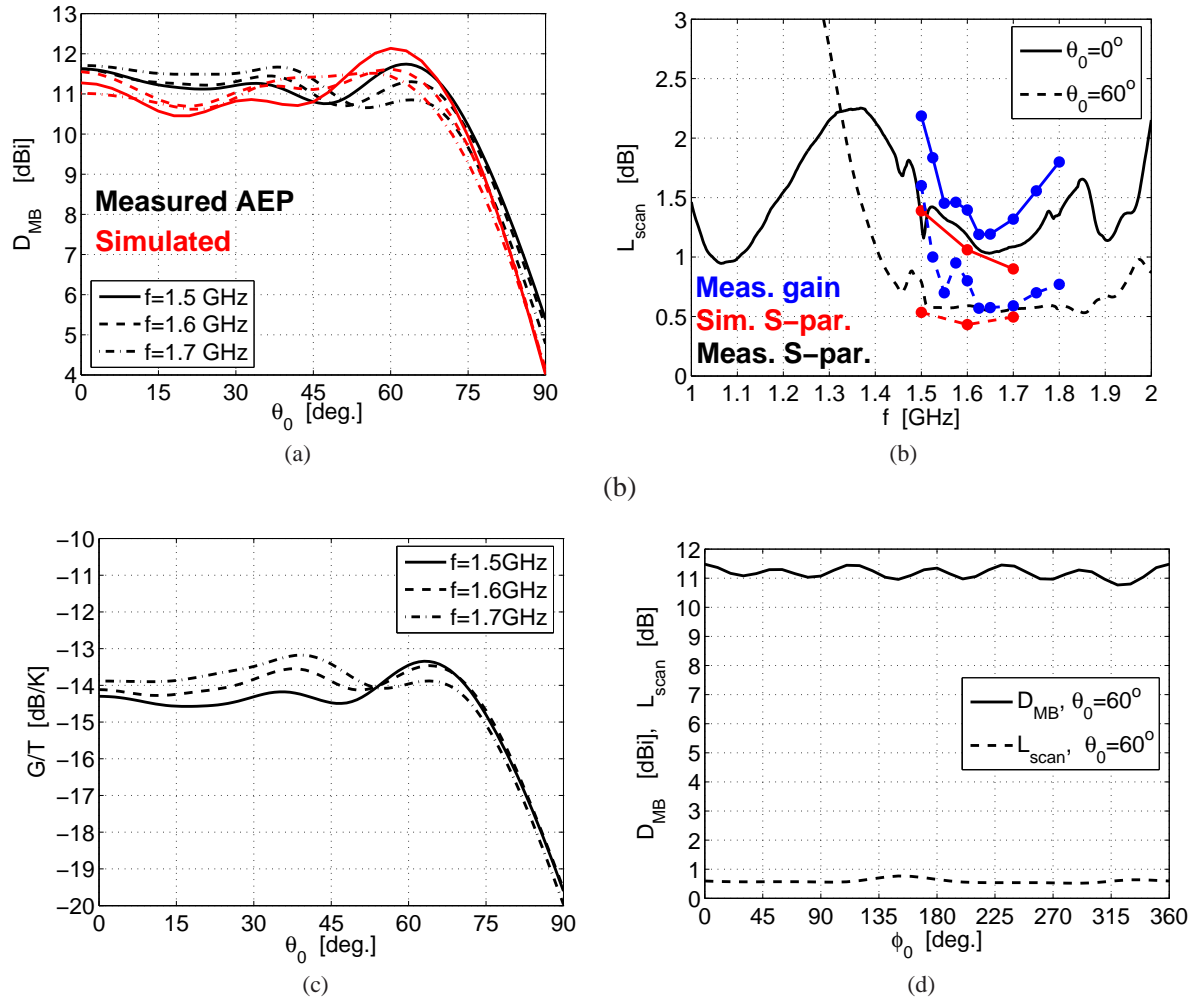 13
12
11
10
9
8
7
6
5
4
D_MB [dBi]
Measured AEP
Simulated
f=1.5 GHz
f=1.6 GHz
f=1.7 GHz
0 15 30 45 60 75 90
θ_0 [deg.]
(a)
3
2.5
2
1.5
1
0.5
0
L_scan [dB]
θ_0=0°
θ_0=60°
Meas. gain
Sim. S-par.
Meas. S-par.
1 1.1 1.2 1.3 1.4 1.5 1.6 1.7 1.8 1.9 2
f [GHz]
(b)
(b)
-10
-11
-12
-13
-14
-15
-16
-17
-18
-19
-20
G/T [dB/K]
f=1.5GHz
f=1.6GHz
f=1.7GHz
0 15 30 45 60 75 90
θ_0 [deg.]
(c)
12
11
10
9
8
7
6
5
4
3
2
1
0
D_MB [dBi], L_scan [dB]
D_MB, θ_0=60°
L_scan, θ_0=60°
0 45 90 135 180 225 270 315 360
ϕ_0 [deg.]
(d)